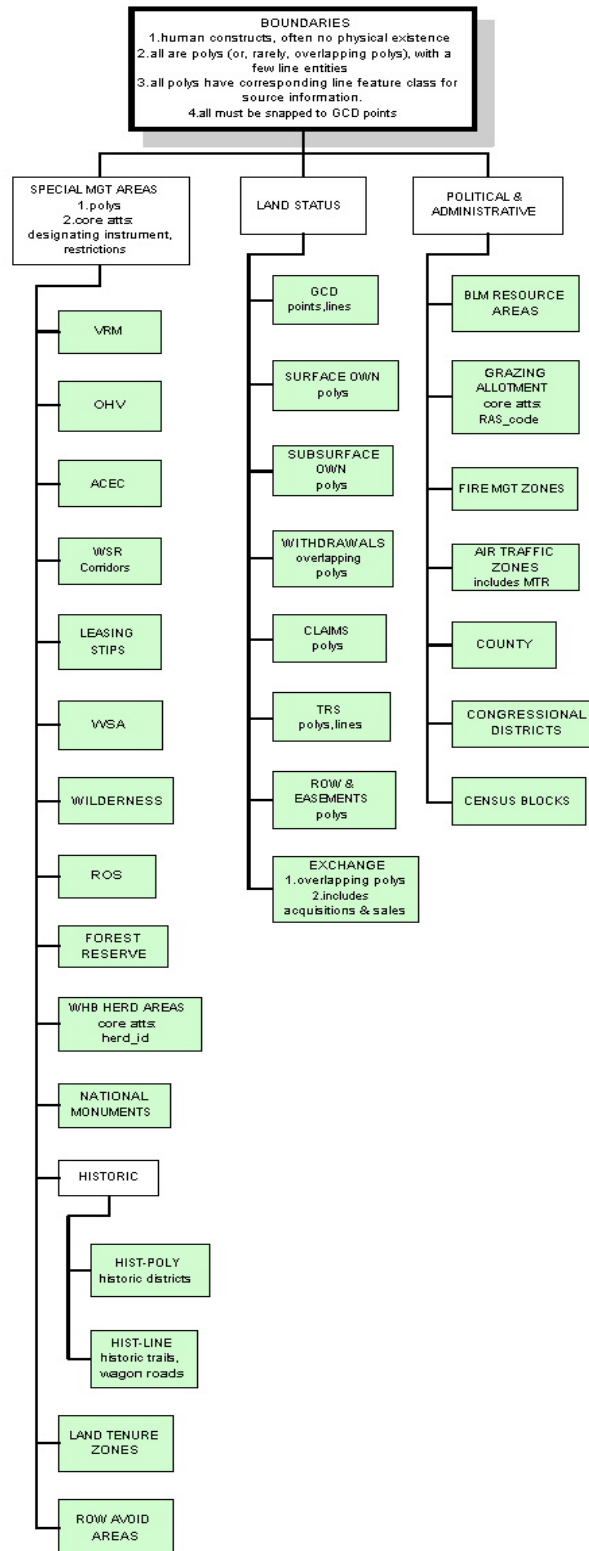 BOUNDARIES
1.human constructs, often no physical existence
2.all are polys (or, rarely, overlapping polys), with a
few line entities
3.all polys have corresponding line feature class for
source information.
4.all must be snapped to GCD points
SPECIAL MGT AREAS
1.polys
2.core atts:
designating instrument,
restrictions
VRM
OHV
ACEC
WSR
Corridors
LEASING
STIPS
WSA
WILDERNESS
ROS
FOREST
RESERVE
WHB HERD AREAS
core atts:
herd_id
NATIONAL
MONUMENTS
HISTORIC
HIST-POLY
historic districts
HIST-LINE
historic trails,
wagon roads
LAND TENURE
ZONES
ROW AVOID
AREAS
LAND STATUS
GCD
points,lines
SURFACE OWN
polys
SUBSURFACE
OWN
polys
WITHDRAWALS
overlapping
polys
CLAIMS
polys
TRS
polys,lines
ROW &
EASEMENTS
polys
EXCHANGE
1.overlapping polys
2.includes
acquisitions & sales
POLITICAL &
ADMINISTRATIVE
BLM RESOURCE
AREAS
GRAZING
ALLOTMENT
core atts:
RAS_code
FIRE MGT ZONES
AIR TRAFFIC
ZONES
includes MTR
COUNTY
CONGRESSIONAL
DISTRICTS
CENSUS BLOCKS